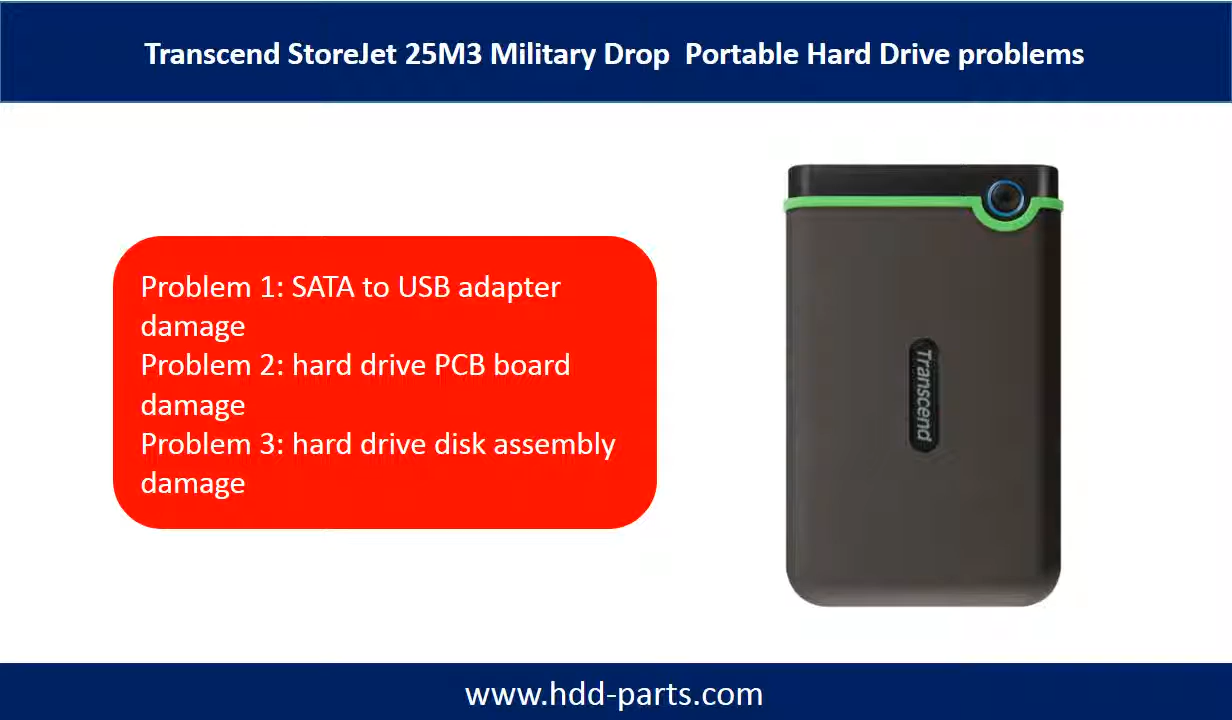 Transcend StoreJet 25M3 Military Drop  Portable Hard Drive problems
Problem 1: SATA to USB adapter
damage
Problem 2: hard drive PCB board
damage
Problem 3: hard drive disk assembly
damage
Transcend
www.hdd-parts.com